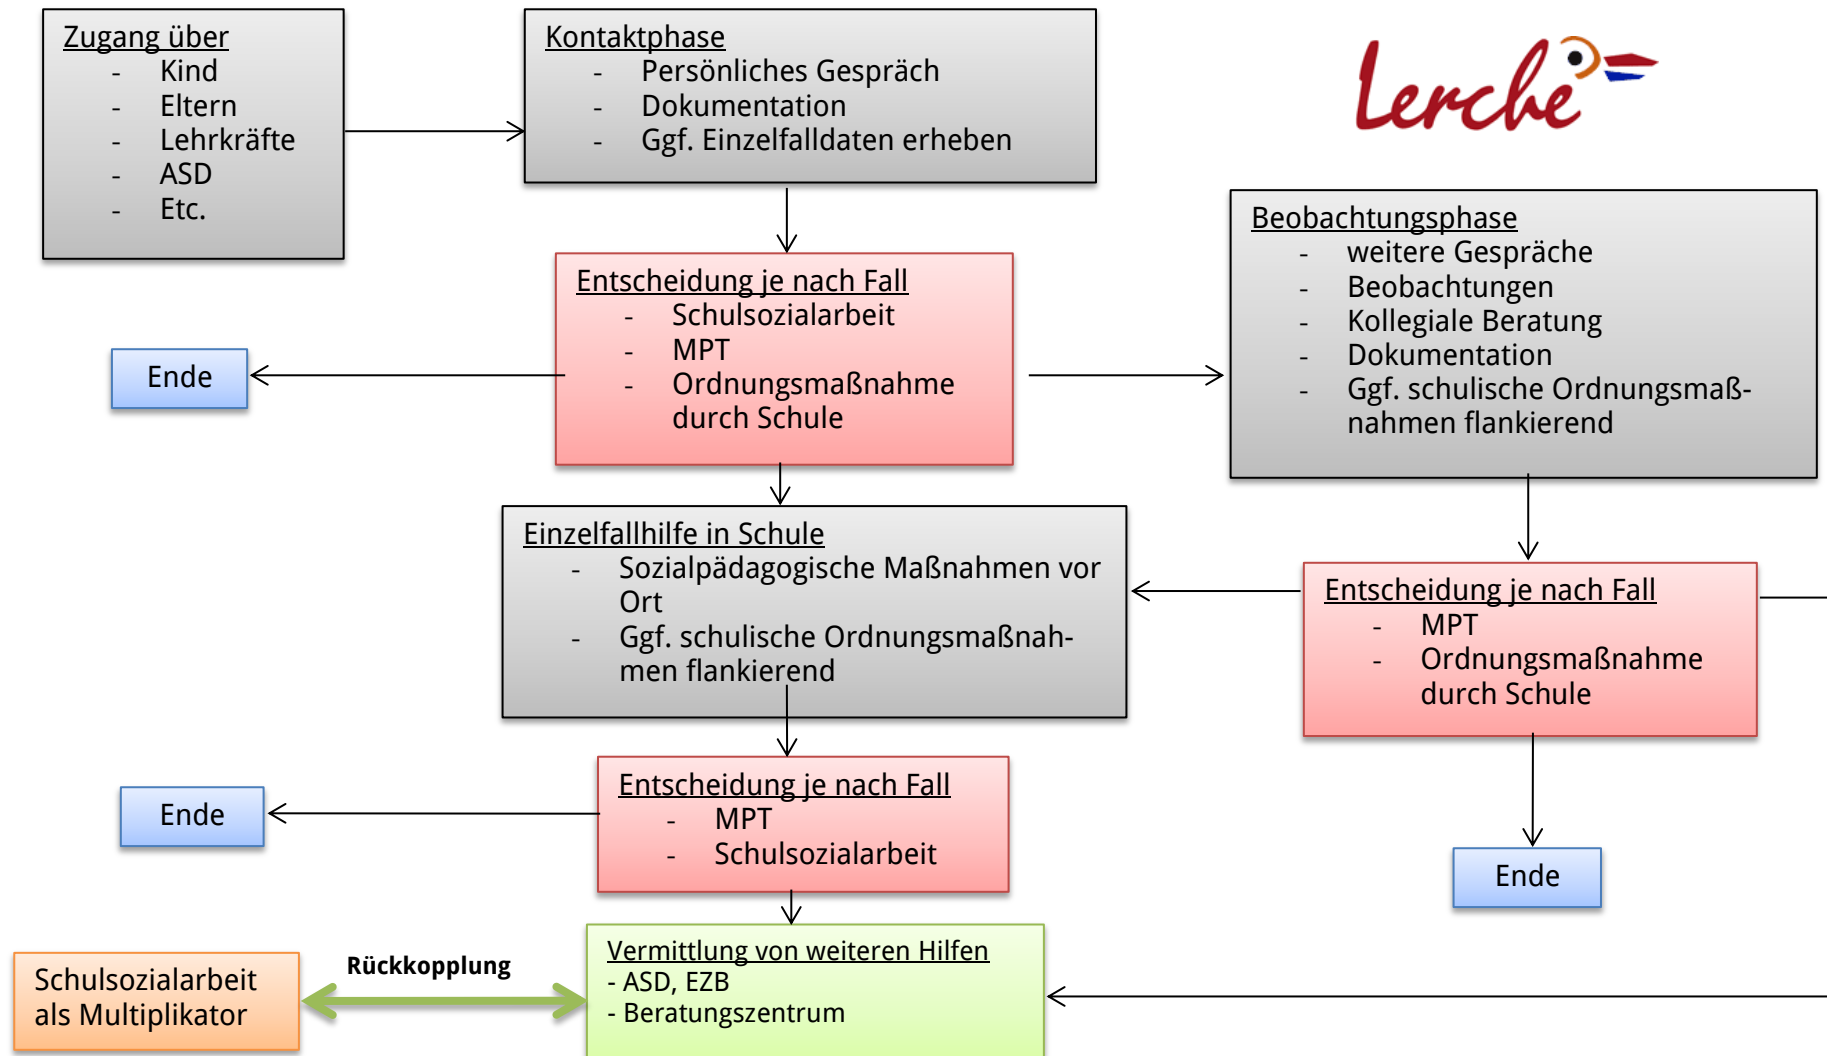 Zugang über
- Kind
- Eltern
- Lehrkräfte
- ASD
- Etc.
Kontaktphase
- Persönliches Gespräch
- Dokumentation
- Ggf. Einzelfalldaten erheben
Lerche
Entscheidung je nach Fall
- Schulsozialarbeit
- MPT
- Ordnungsmaßnahme
durch Schule
Ende
Beobachtungsphase
- weitere Gespräche
- Beobachtungen
- Kollegiale Beratung
- Dokumentation
- Ggf. schulische Ordnungsmaß-
nahmen flankierend
Einzelfallhilfe in Schule
- Sozialpädagogische Maßnahmen vor
Ort
- Ggf. schulische Ordnungsmaßnah-
men flankierend
Entscheidung je nach Fall
- MPT
- Ordnungsmaßnahme
durch Schule
Entscheidung je nach Fall
- MPT
- Schulsozialarbeit
Ende
Ende
Vermittlung von weiteren Hilfen
- ASD, EZB
- Beratungszentrum
Rückkopplung
Schulsozialarbeit
als Multiplikator